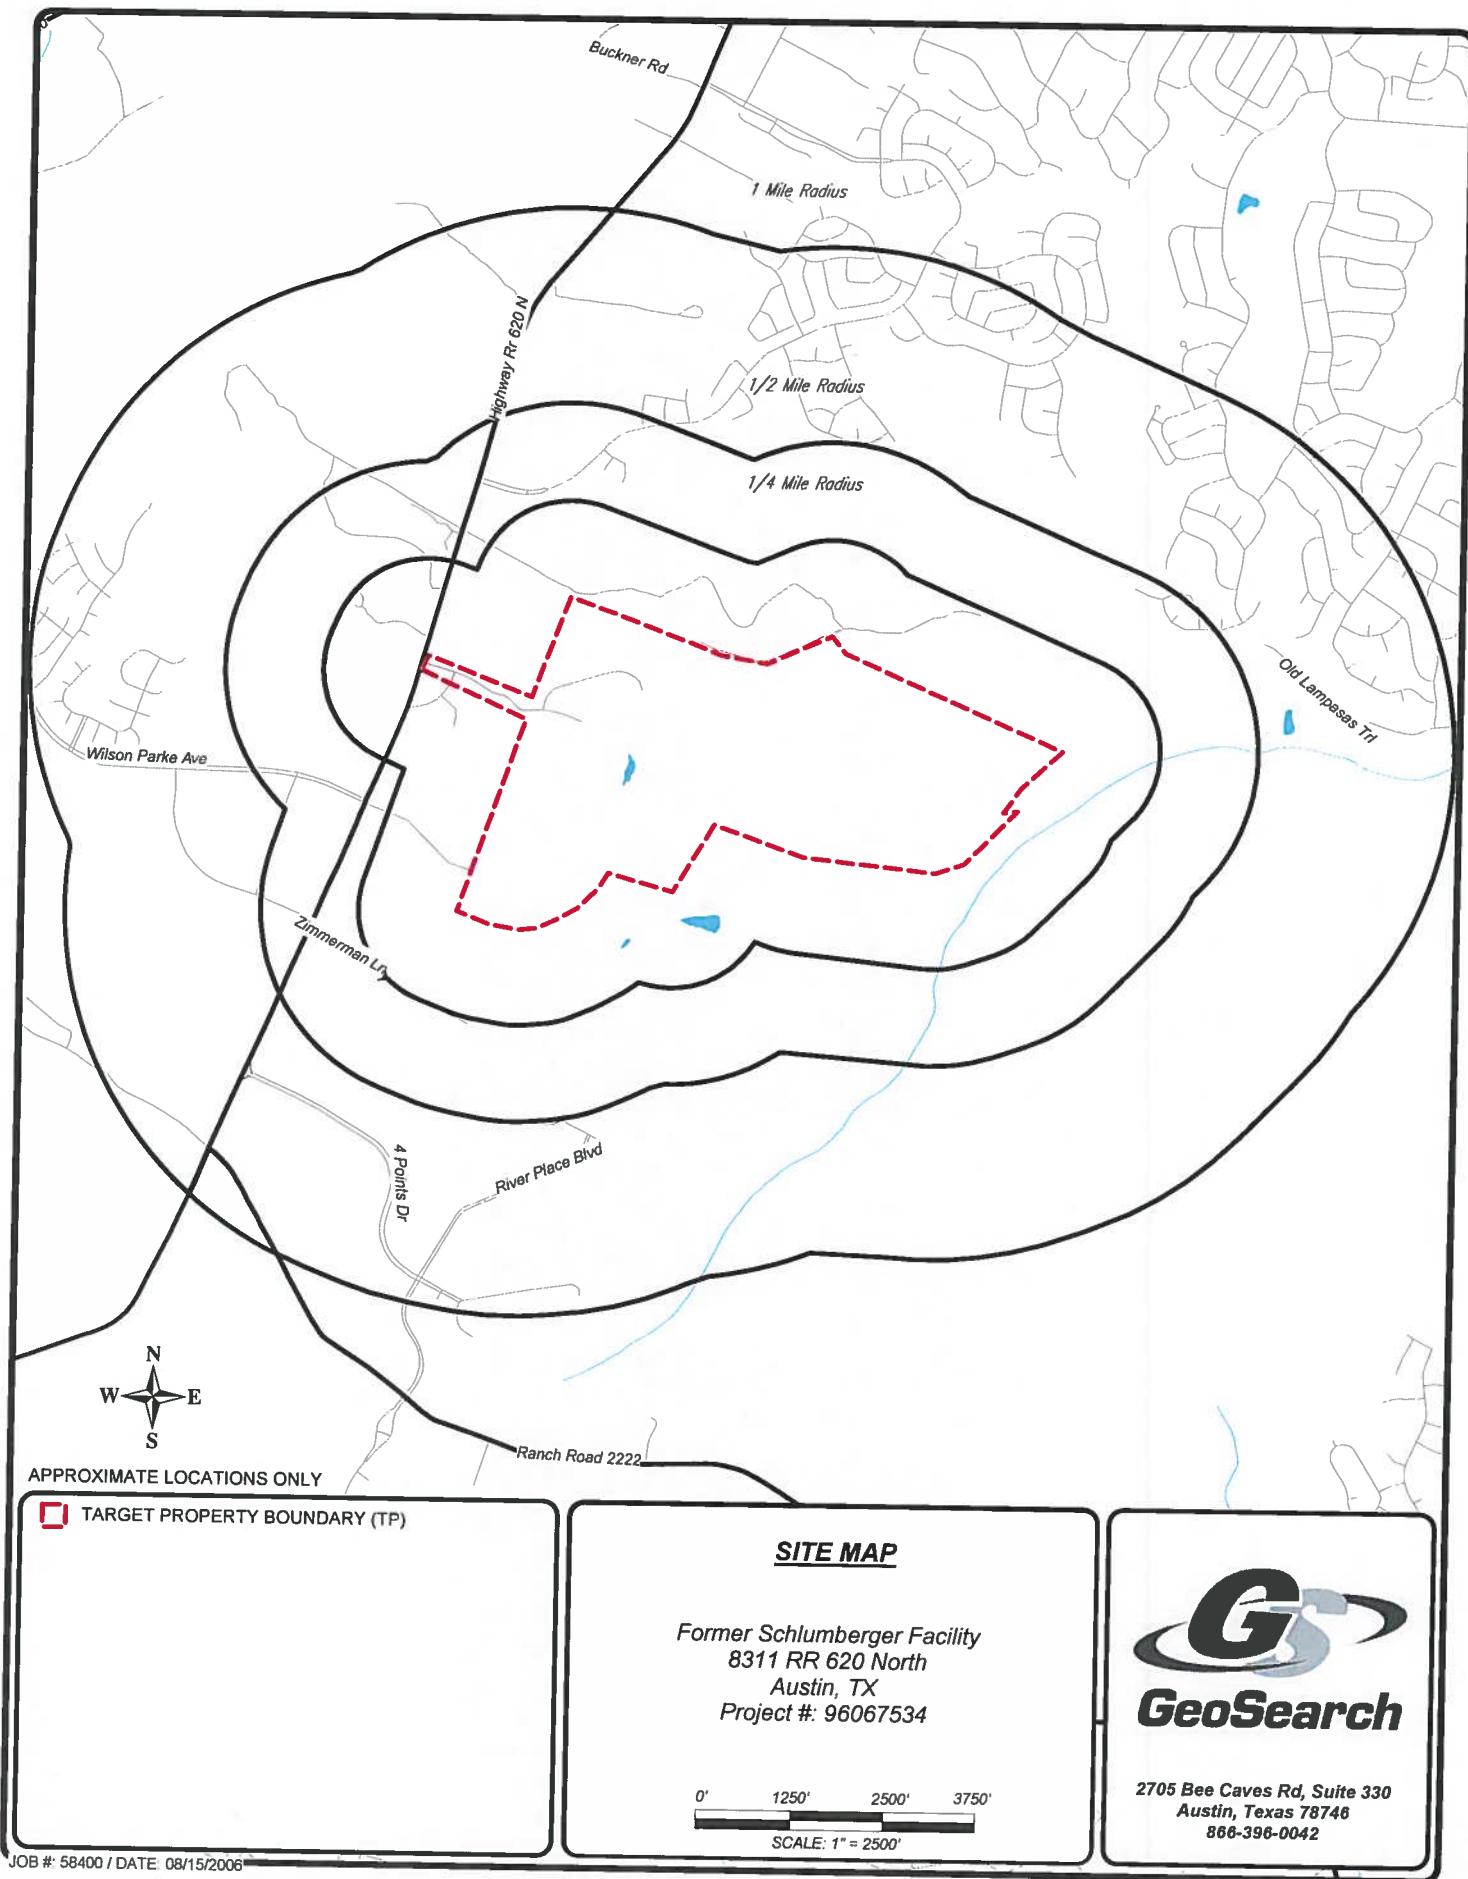 Buckner Rd
1 Mile Radius
Highway Rr 620 N
1/2 Mile Radius
1/4 Mile Radius
Old Lampasas Trl
Wilson Parke Ave
Zimmerman Ln
4 Points Dr
River Place Blvd
N
W E
S
Ranch Road 2222
APPROXIMATE LOCATIONS ONLY
TARGET PROPERTY BOUNDARY (TP)
SITE MAP
Former Schlumberger Facility
8311 RR 620 North
Austin, TX
Project #: 96067534
0' 1250' 2500' 3750'
SCALE: 1" = 2500'
GS
GeoSearch
2705 Bee Caves Rd, Suite 330
Austin, Texas 78746
866-396-0042
JOB #: 58400 / DATE: 08/15/2006